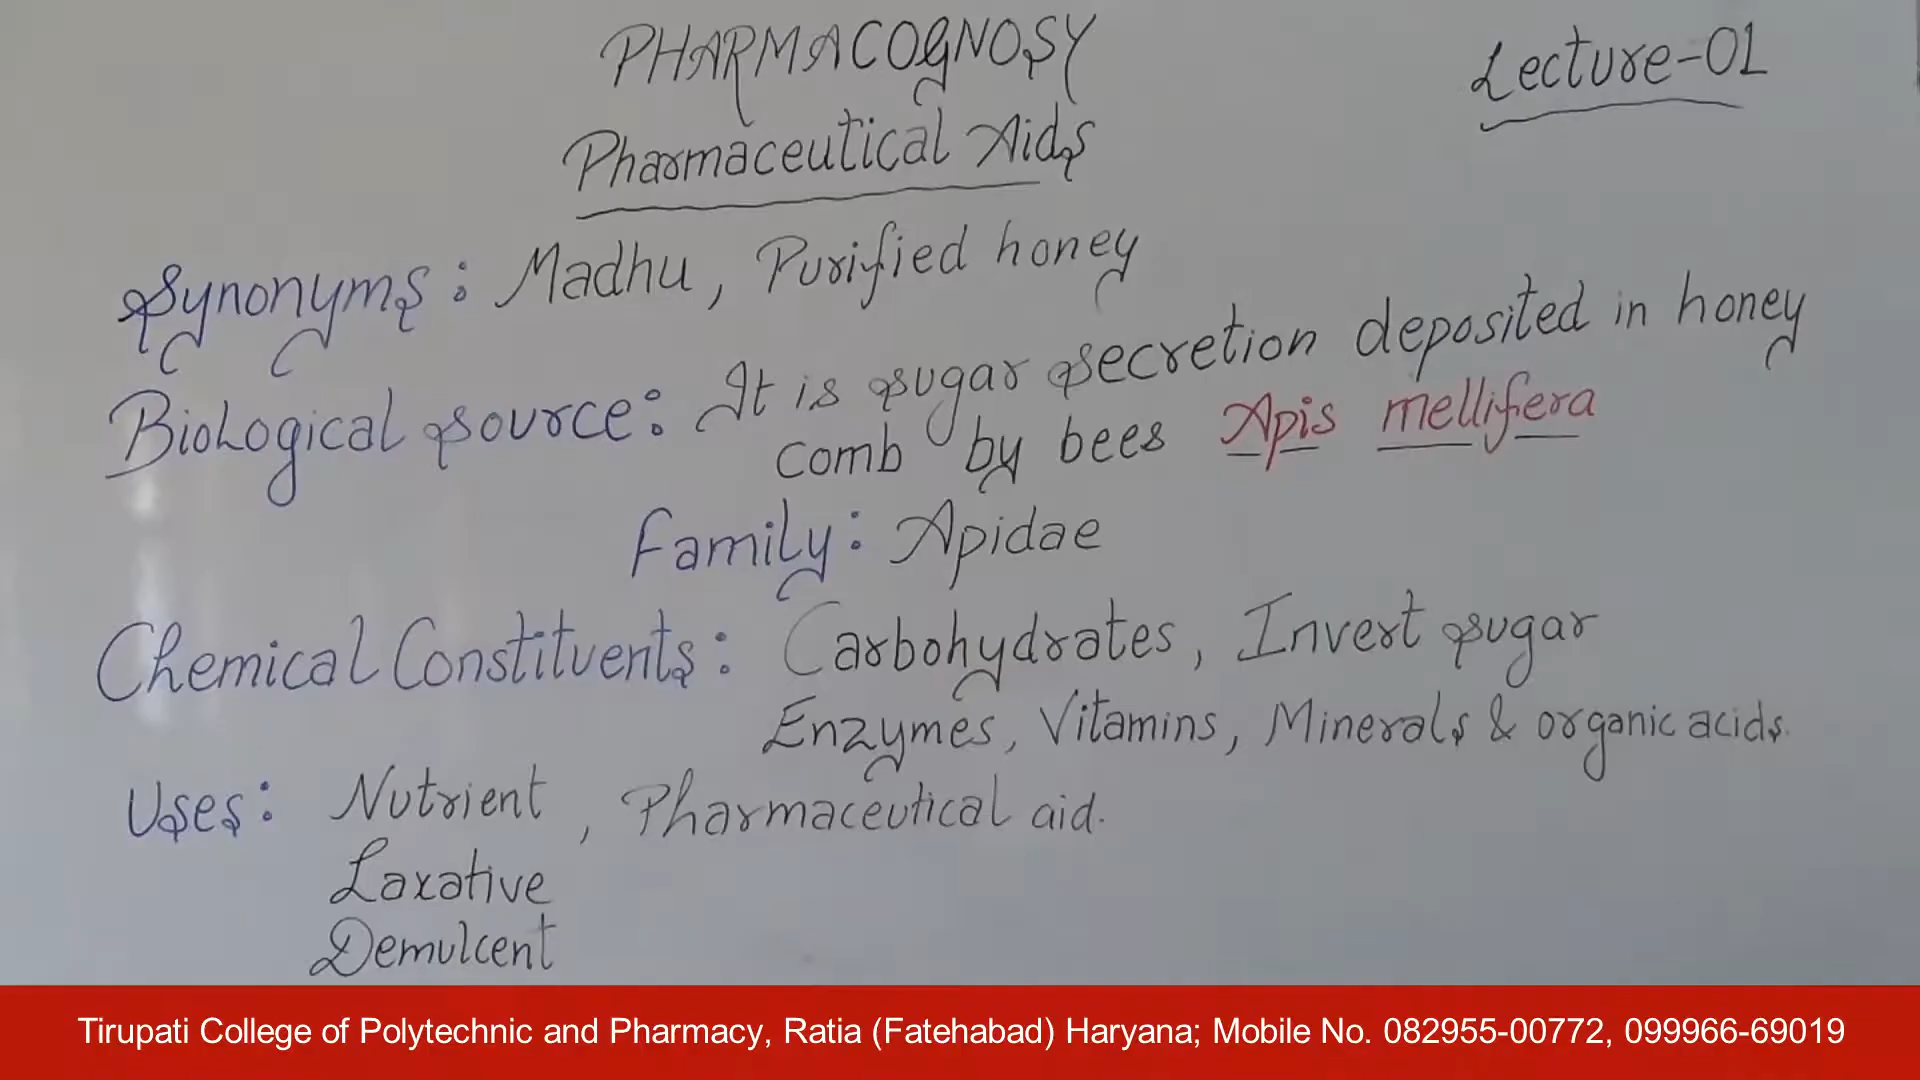 PHARMACOGNOSY
Lecture-01
Pharmaceutical Aids
Synonyms: Madhu, Purified honey
Biological source: It is sugar secretion deposited in honey
comb by bees Apis mellifera
Family: Apidae
Chemical Constituents: Carbohydrates, Invert sugar
Enzymes, Vitamins, Minerals & organic acids.
Uses: Nutrient, Pharmaceutical aid.
Laxative
Demulcent
Tirupati College of Polytechnic and Pharmacy, Ratia (Fatehabad) Haryana; Mobile No. 082955-00772, 099966-69019